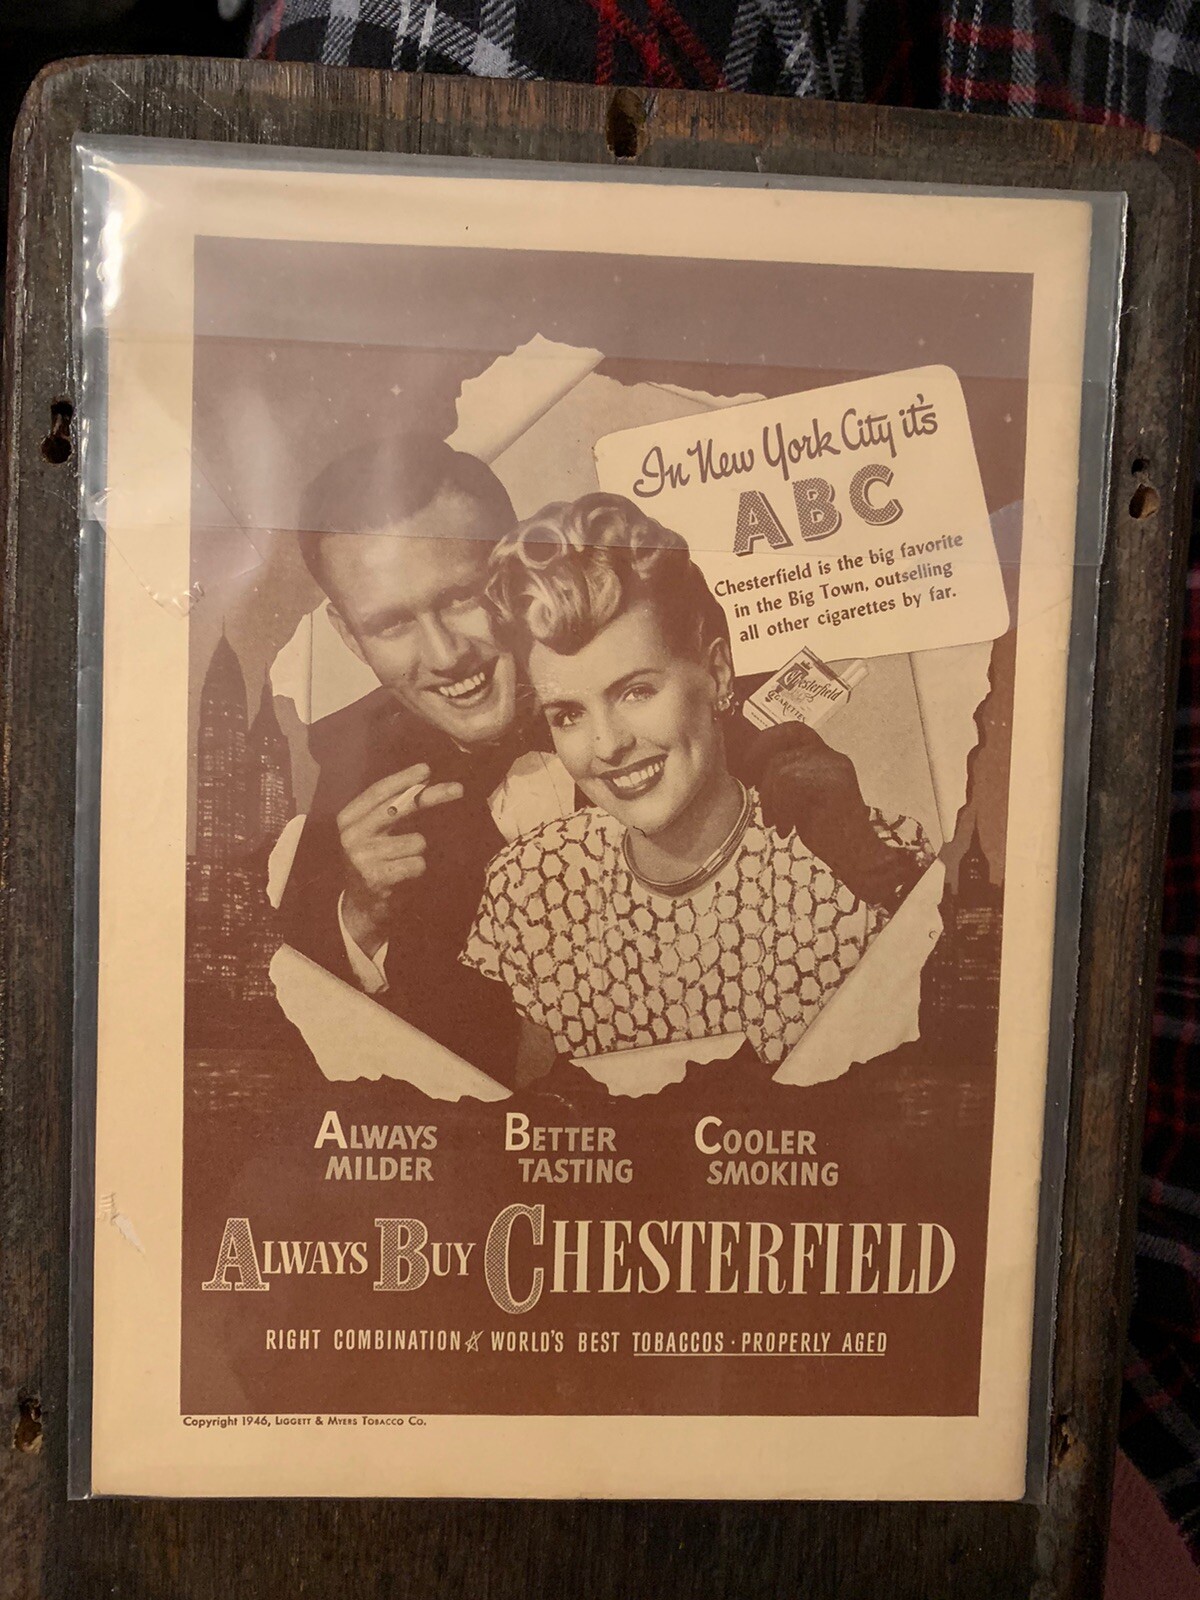 In New York City it's
ABC
Chesterfield is the big favorite
in the Big Town, outselling
all other cigarettes by far.
Chesterfield
CIGARETTES
ALWAYS MILDER
BETTER TASTING
COOLER SMOKING
ALWAYS BUY CHESTERFIELD
RIGHT COMBINATION ☆ WORLD'S BEST TOBACCOS · PROPERLY AGED
Copyright 1946, LIGGETT & MYERS TOBACCO CO.